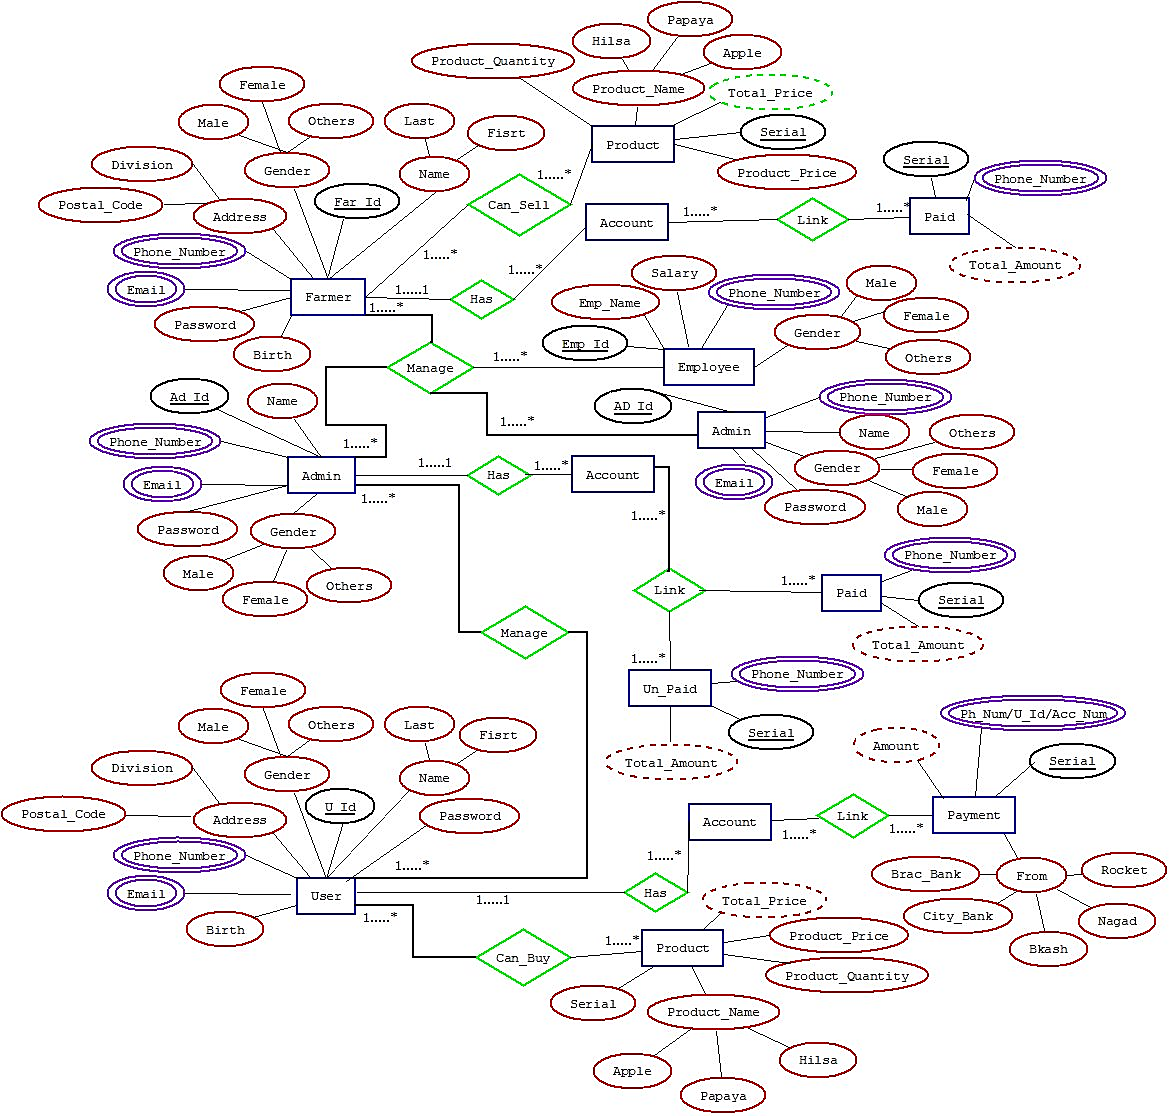 Papaya
Hilsa
Apple
Product_Quantity
Female
Product_Name
Total_Price
Male
Others
Last
Fisrt
Serial
Product
Division
Gender
Name
Product_Price
Can_Sell
1.....*
Serial
Phone_Number
Postal_Code
Address
Far_Id
Account
1.....*
Link
1.....*
Paid
Phone_Number
1.....*
Total_Amount
Email
Farmer
1.....1
Has
1.....*
1.....*
Salary
Phone_Number
Male
Emp_Name
Gender
Female
Password
Emp_Id
Others
Birth
Manage
1.....*
Employee
Ad_Id
Name
AD_Id
Phone_Number
1.....*
Admin
Name
Others
Phone_Number
1.....*
Gender
Female
Email
Admin
1.....1
Has
1.....*
Account
Email
Password
Male
1.....*
Password
Gender
1.....*
Male
Others
Female
Phone_Number
Link
1.....*
Paid
Serial
Manage
Total_Amount
1.....*
Un_Paid
Phone_Number
Female
Male
Others
Last
Fisrt
Serial
Ph_Num/U_Id/Acc_Num
Total_Amount
Amount
Serial
Division
Gender
Name
Postal_Code
Address
U_Id
Password
Account
1.....*
Link
1.....*
Payment
Phone_Number
1.....*
1.....*
Email
User
1.....1
Has
Brac_Bank
From
Rocket
Birth
1.....*
Total_Price
City_Bank
Nagad
Can_Buy
1.....*
Product
Product_Price
Bkash
Product_Quantity
Serial
Product_Name
Apple
Papaya
Hilsa